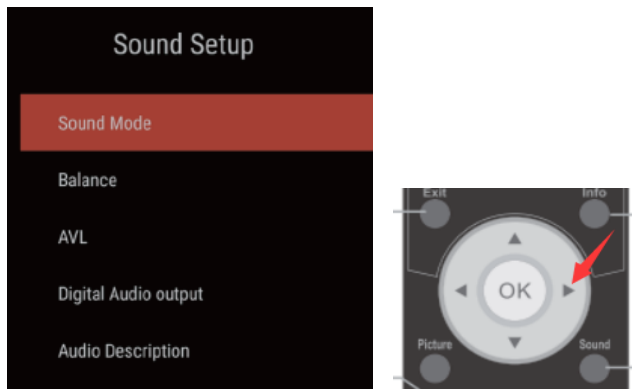 Sound Setup
Sound Mode
Balance
AVL
Digital Audio output
Audio Description
Exit
Info
OK
Picture
Sound